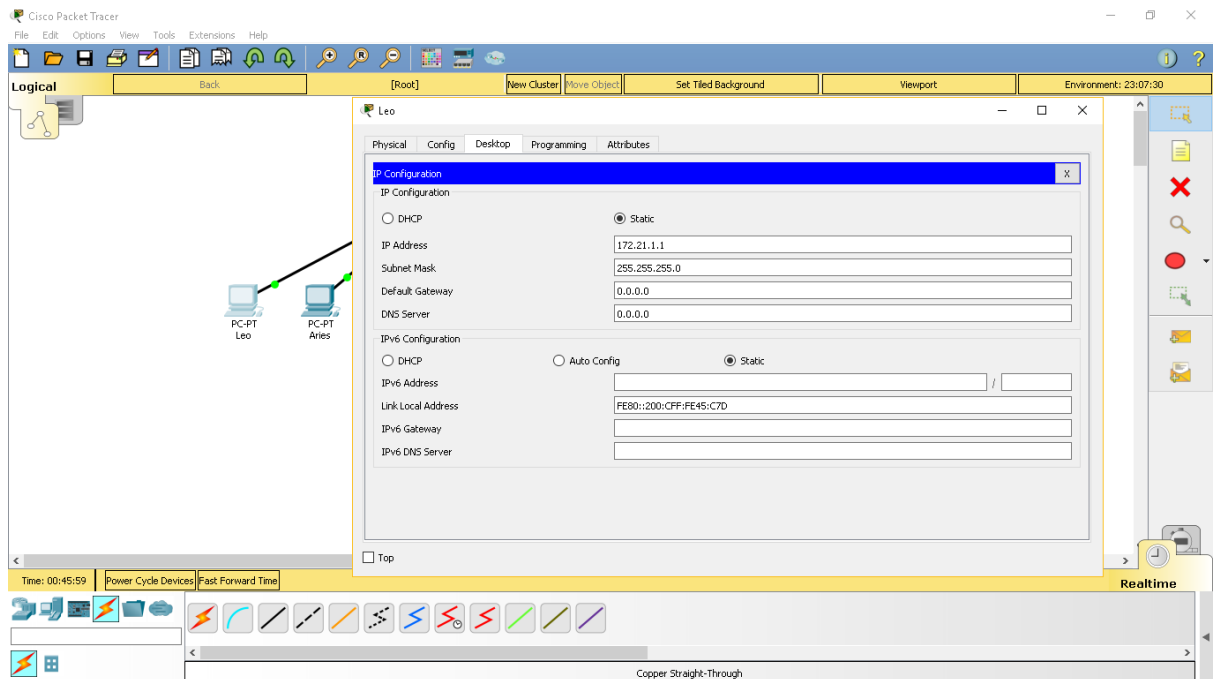 Cisco Packet Tracer
File Edit Options View Tools Extensions Help
Logical Back [Root] New Cluster Move Object Set Tiled Background Viewport Environment: 23:07:30
Leo
Physical Config Desktop Programming Attributes
IP Configuration X
IP Configuration
DHCP Static
IP Address 172.21.1.1
Subnet Mask 255.255.255.0
Default Gateway 0.0.0.0
DNS Server 0.0.0.0
IPv6 Configuration
DHCP Auto Config Static
IPv6 Address /
Link Local Address FE80::200:CFF:FE45:C7D
IPv6 Gateway
IPv6 DNS Server
PC-PT PC-PT
Leo Aries
Top
Time: 00:45:59 Power Cycle Devices Fast Forward Time Realtime
Copper Straight-Through